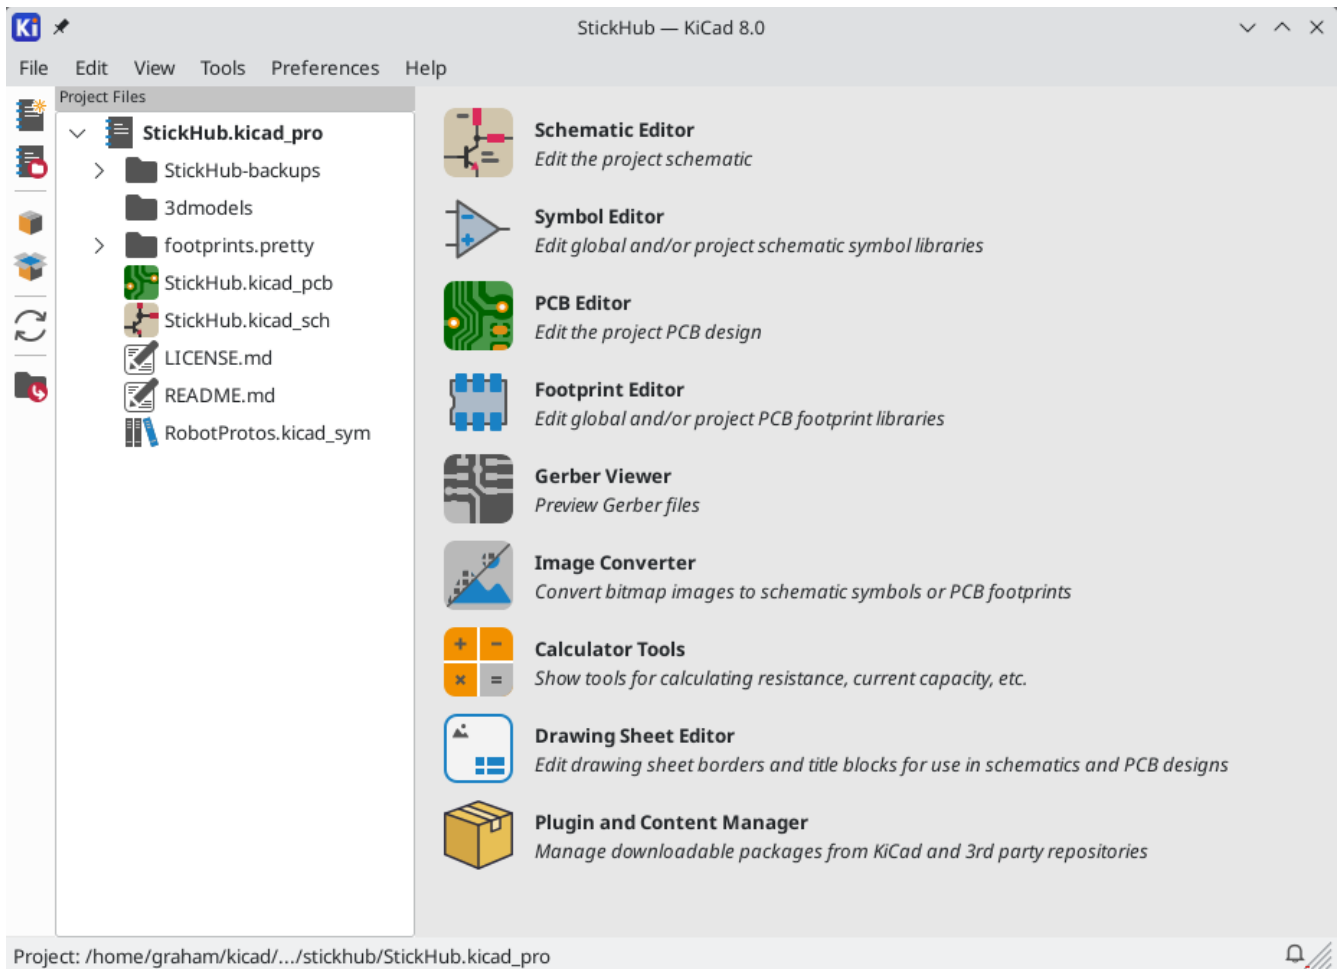 Ki
StickHub — KiCad 8.0
File Edit View Tools Preferences Help
Project Files
StickHub.kicad_pro
StickHub-backups
3dmodels
footprints.pretty
StickHub.kicad_pcb
StickHub.kicad_sch
LICENSE.md
README.md
RobotProtos.kicad_sym
Schematic Editor
Edit the project schematic
Symbol Editor
Edit global and/or project schematic symbol libraries
PCB Editor
Edit the project PCB design
Footprint Editor
Edit global and/or project PCB footprint libraries
Gerber Viewer
Preview Gerber files
Image Converter
Convert bitmap images to schematic symbols or PCB footprints
Calculator Tools
Show tools for calculating resistance, current capacity, etc.
Drawing Sheet Editor
Edit drawing sheet borders and title blocks for use in schematics and PCB designs
Plugin and Content Manager
Manage downloadable packages from KiCad and 3rd party repositories
Project: /home/graham/kicad/.../stickhub/StickHub.kicad_pro